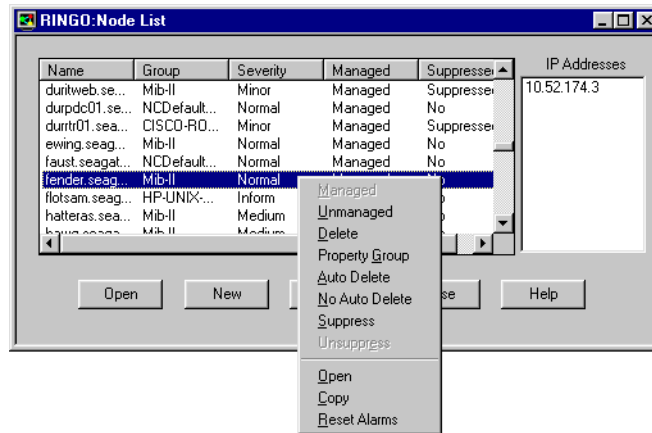 RINGO:Node List
IP Addresses
Name Group Severity Managed Suppresse
duritweb.se... Mib-II Minor Managed Suppresse
10.52.174.3
durpdc01.se... NCDefault... Normal Managed No
durrtr01.sea... CISCO-RO... Minor Managed Suppresse
ewing.seag... Mib-II Normal Managed No
faust.seagat... NCDefault... Normal Managed No
fender.seag... Mib-II Normal
flotsam.seag... HP-UNIX-... Inform
hatteras.sea... Mib-II Medium
Mib-II Medium
Managed
Unmanaged
Delete
Property Group
Auto Delete
No Auto Delete
Suppress
Unsuppress
Open
Copy
Reset Alarms
Open New Help